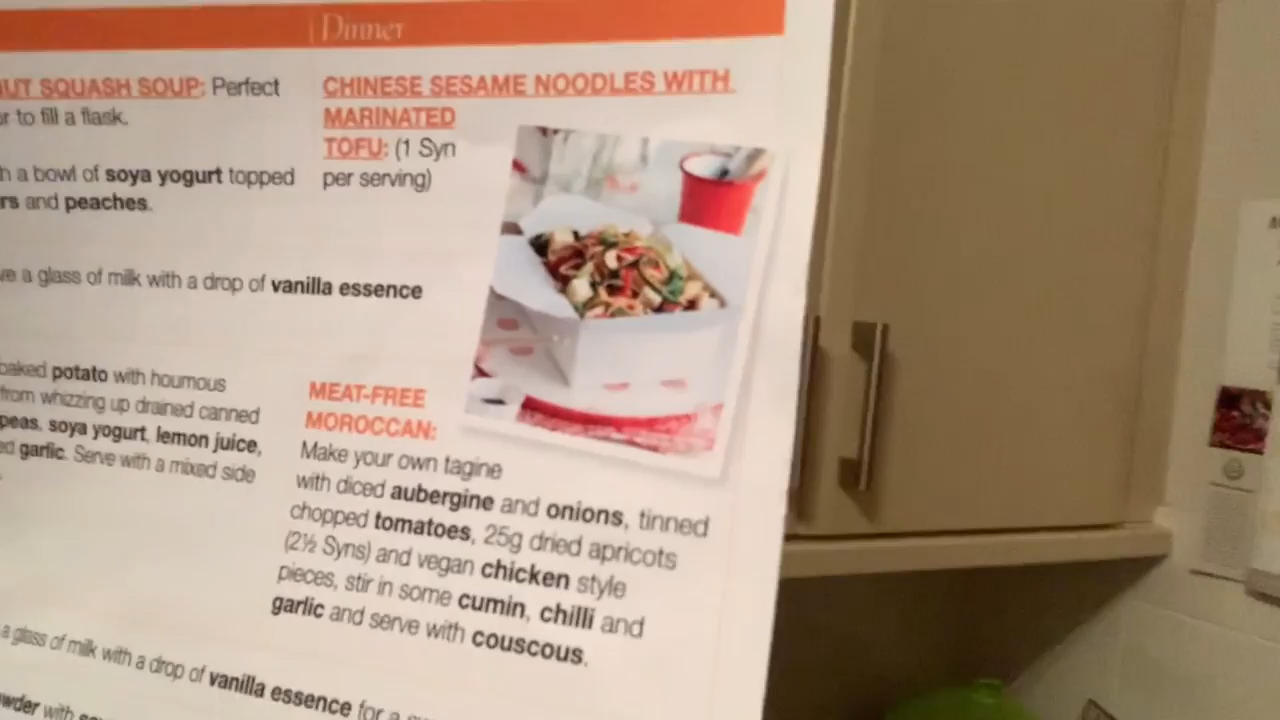 Dinner
UT SQUASH SOUP: Perfect
r to fill a flask.
h a bowl of soya yogurt topped
rs and peaches.
ve a glass of milk with a drop of vanilla essence
baked potato with houmous
from whizzing up drained canned
peas, soya yogurt, lemon juice,
ed garlic. Serve with a mixed side
CHINESE SESAME NOODLES WITH
MARINATED
TOFU: (1 Syn
per serving)
MEAT-FREE
MOROCCAN:
Make your own tagine
with diced aubergine and onions, tinned
chopped tomatoes, 25g dried apricots
(2½ Syns) and vegan chicken style
pieces, stir in some cumin, chilli and
garlic and serve with couscous.
a glass of milk with a drop of vanilla essence for a
owder with